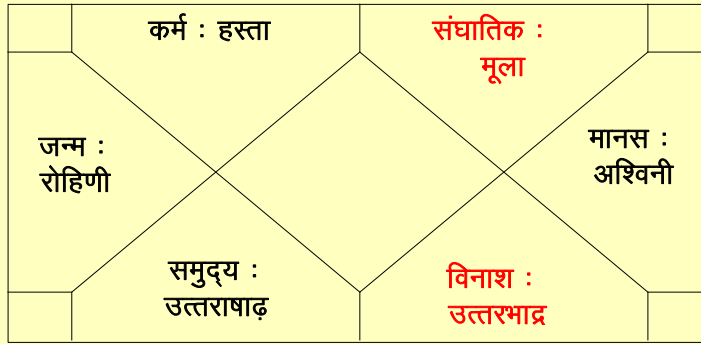 कर्म : हस्ता
संघातिक :
मूला
जन्म :
रोहिणी
मानस :
अश्विनी
समुद्य :
उत्तराषाढ़
विनाश :
उत्तरभाद्र